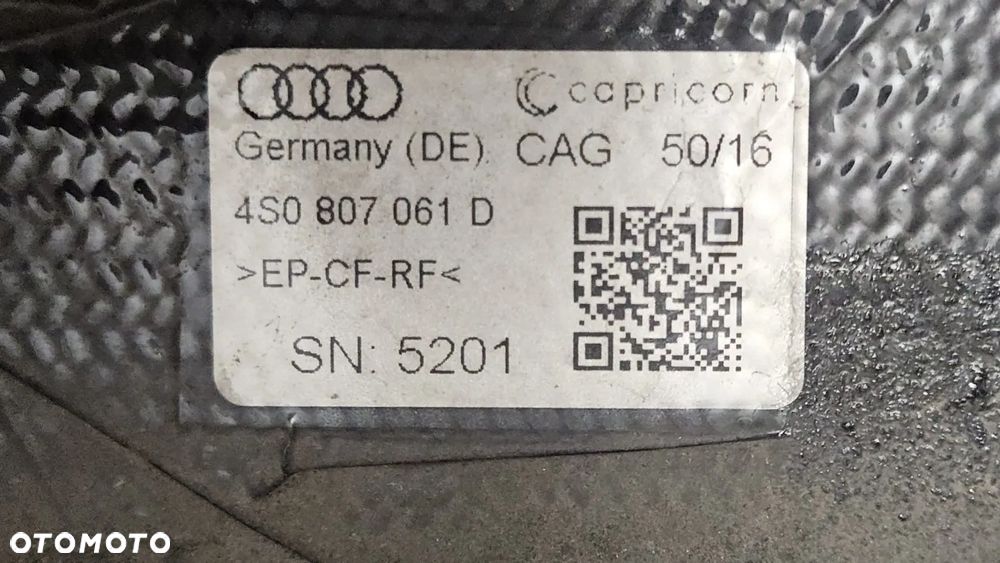 capricorn
Germany (DE). CAG 50/16
4S0 807 061 D
>EP-CF-RF<
SN: 5201
OTOMOTO